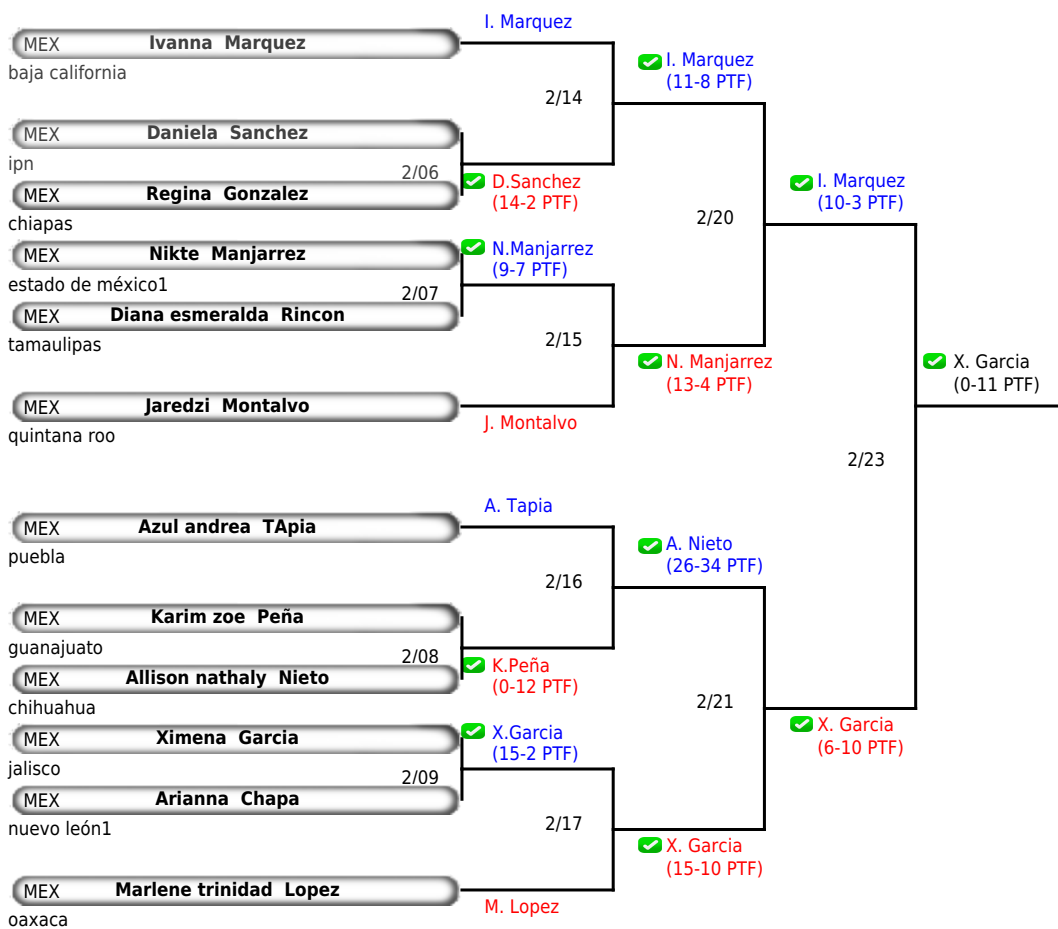 I. Marquez
MEX Ivanna Marquez
baja california
I. Marquez
(11-8 PTF)
2/14
MEX Daniela Sanchez
ipn
2/06
D.Sanchez
(14-2 PTF)
MEX Regina Gonzalez
chiapas
I. Marquez
(10-3 PTF)
2/20
MEX Nikte Manjarrez
estado de méxico1
N.Manjarrez
(9-7 PTF)
2/07
MEX Diana esmeralda Rincon
tamaulipas
2/15
N. Manjarrez
(13-4 PTF)
X. Garcia
(0-11 PTF)
MEX Jaredzi Montalvo
quintana roo
J. Montalvo
2/23
A. Tapia
MEX Azul andrea TApia
puebla
A. Nieto
(26-34 PTF)
2/16
MEX Karim zoe Peña
guanajuato
2/08
K.Peña
(0-12 PTF)
MEX Allison nathaly Nieto
chihuahua
2/21
X. Garcia
(6-10 PTF)
MEX Ximena Garcia
jalisco
X.Garcia
(15-2 PTF)
2/09
MEX Arianna Chapa
nuevo león1
2/17
X. Garcia
(15-10 PTF)
MEX Marlene trinidad Lopez
oaxaca
M. Lopez